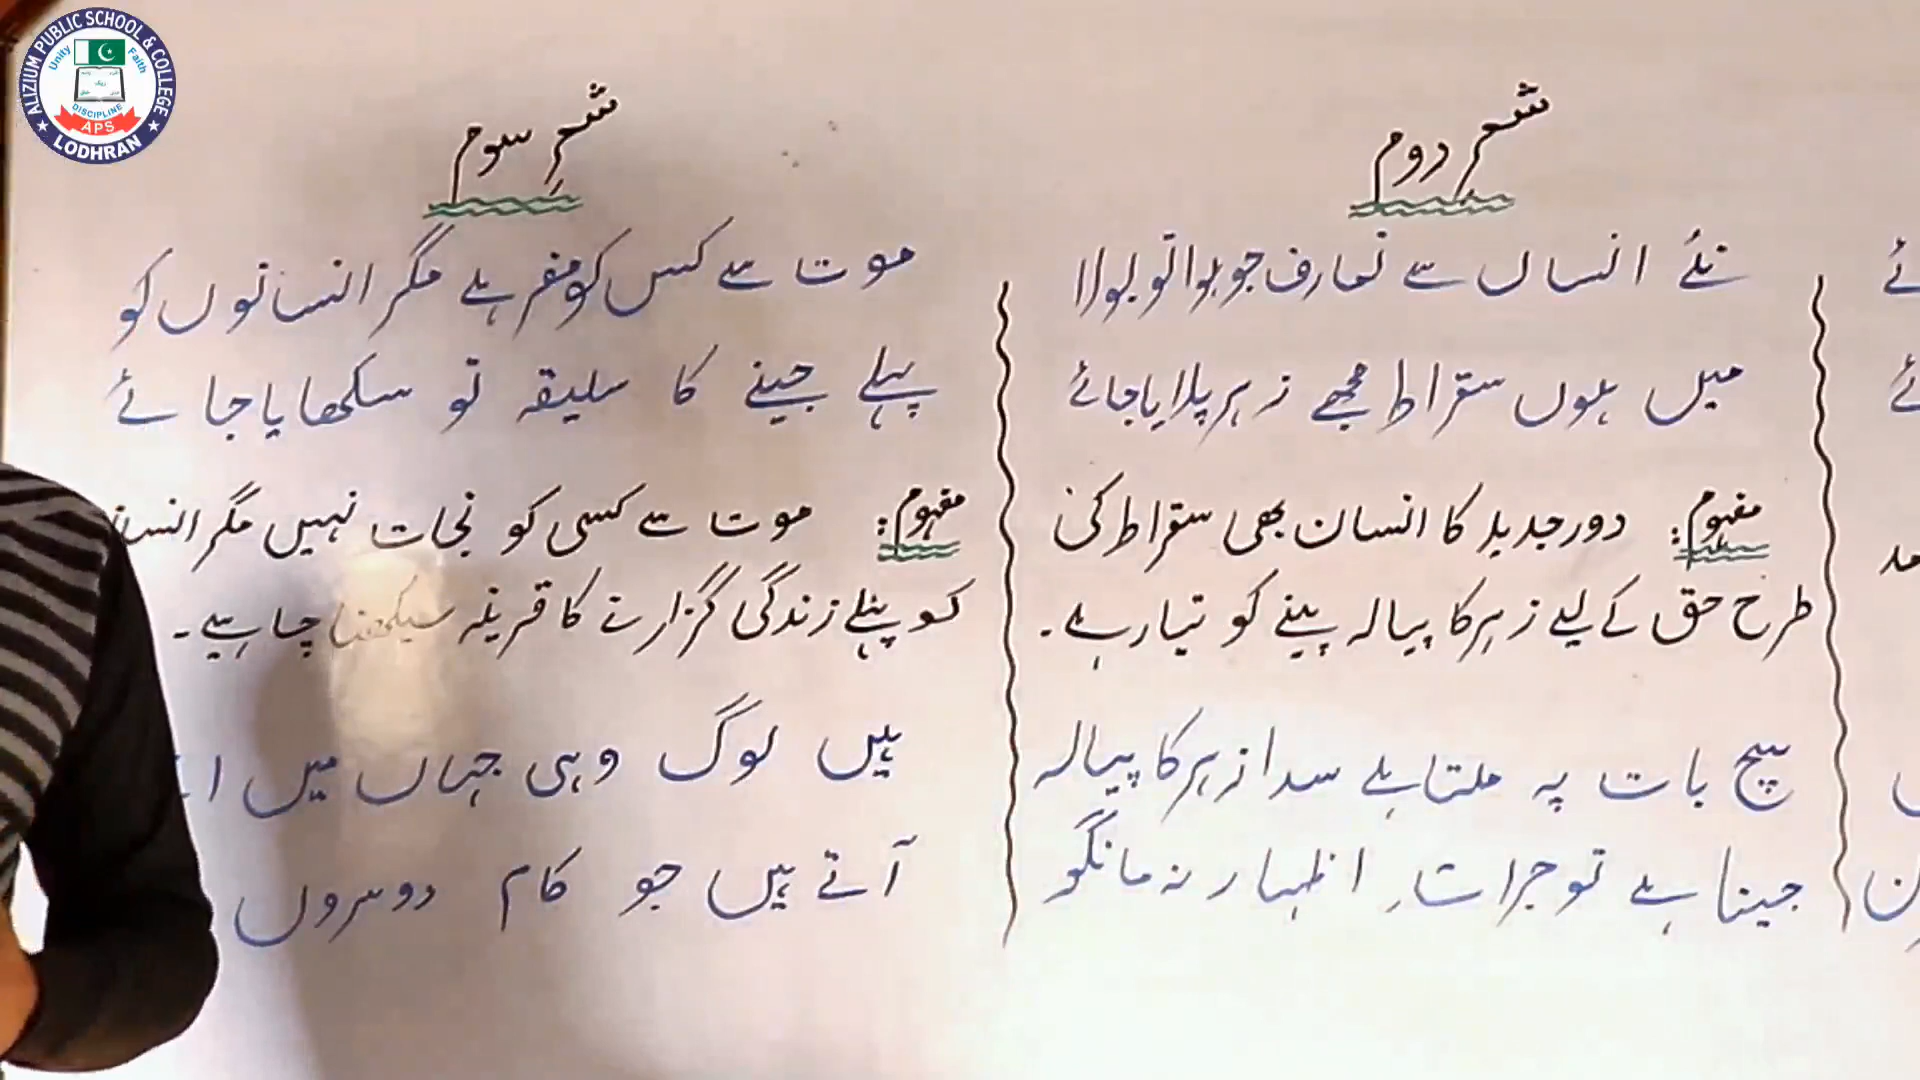 ALIZIUM PUBLIC SCHOOL & COLLEGE
Unity
Faith
DISCIPLINE
APS
LODHRAN
شعرِ دوم
نئے انساں سے تعارف جو ہوا تو بولا
میں ہوں سقراط مجھے زہر پلایا جائے
مفہوم: دور جدید کا انسان بھی سقراط کی
طرح حق کے لیے زہر کا پیالہ پینے کو تیار ہے۔
سچ بات پہ ملتا ہے سدا زہر کا پیالہ
جینا ہے تو جرات اظہار نہ مانگو
شعرِ سوم
موت سے کس کو مفر ہے مگر انسانوں کو
پہلے جینے کا سلیقہ تو سکھایا جائے
مفہوم: موت سے کسی کو نجات نہیں مگر
کو پہلے زندگی گزارنے کا قرینہ سیکھنا چاہیے۔
ہیں لوگ وہی جہاں میں
آتے ہیں جو کام دوسروں